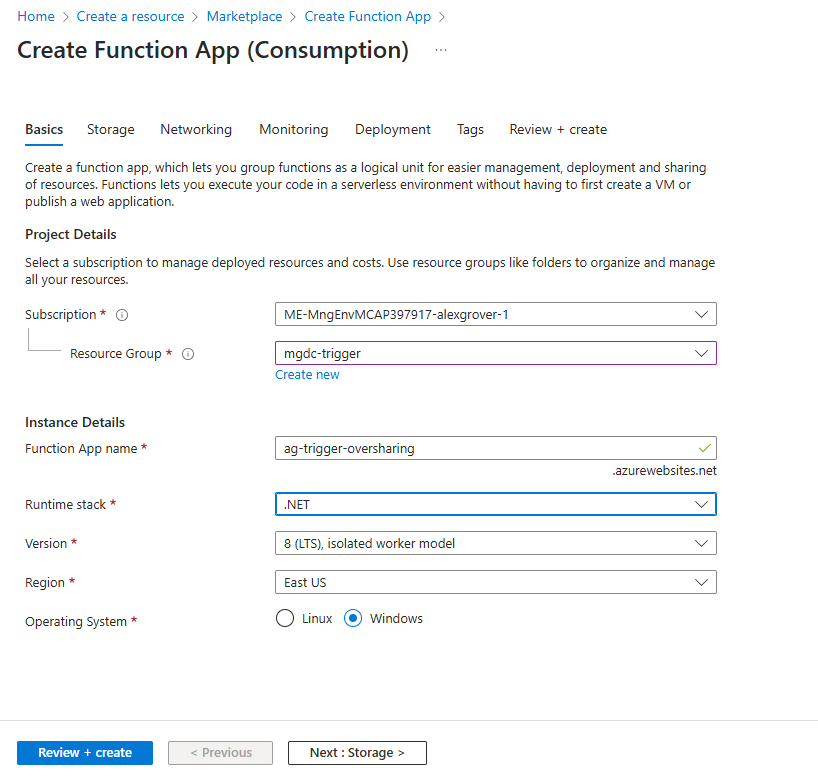 Home > Create a resource > Marketplace > Create Function App >
Create Function App (Consumption) ...
Basics Storage Networking Monitoring Deployment Tags Review + create
Create a function app, which lets you group functions as a logical unit for easier management, deployment and sharing
of resources. Functions lets you execute your code in a serverless environment without having to first create a VM or
publish a web application.
Project Details
Select a subscription to manage deployed resources and costs. Use resource groups like folders to organize and manage
all your resources.
Subscription * ME-MngEnvMCAP397917-alexgrover-1
Resource Group * mgdc-trigger
Create new
Instance Details
Function App name * ag-trigger-oversharing
.azurewebsites.net
Runtime stack * .NET
Version * 8 (LTS), isolated worker model
Region * East US
Operating System * Linux Windows
Review + create < Previous Next : Storage >